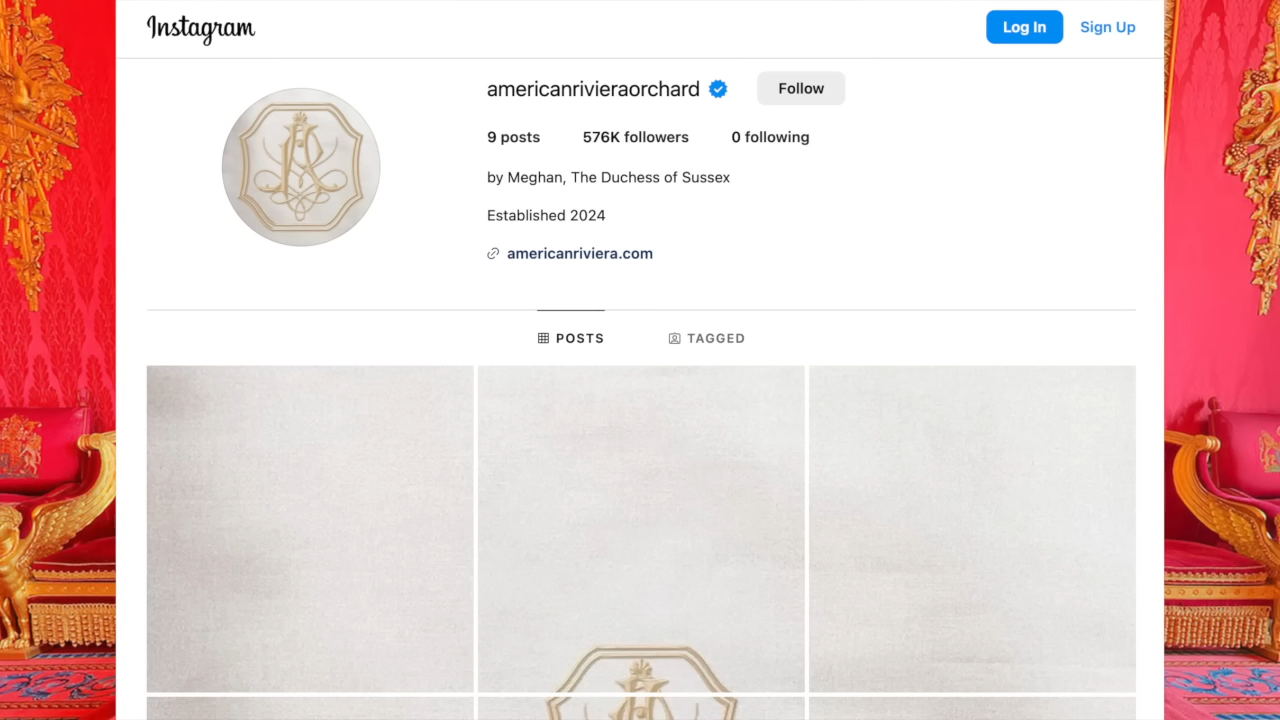 Instagram
Log In
Sign Up
americanrivieraorchard
Follow
9 posts 576K followers 0 following
by Meghan, The Duchess of Sussex
Established 2024
americanriviera.com
POSTS
TAGGED